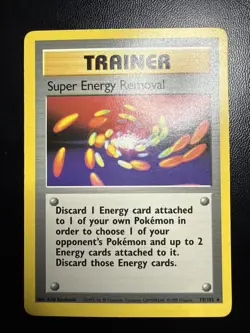 TRAINER
Super Energy Removal
Discard 1 Energy card attached
to 1 of your own Pokémon in
order to choose 1 of your
opponent's Pokémon and up to 2
Energy cards attached to it.
Discard those Energy cards.